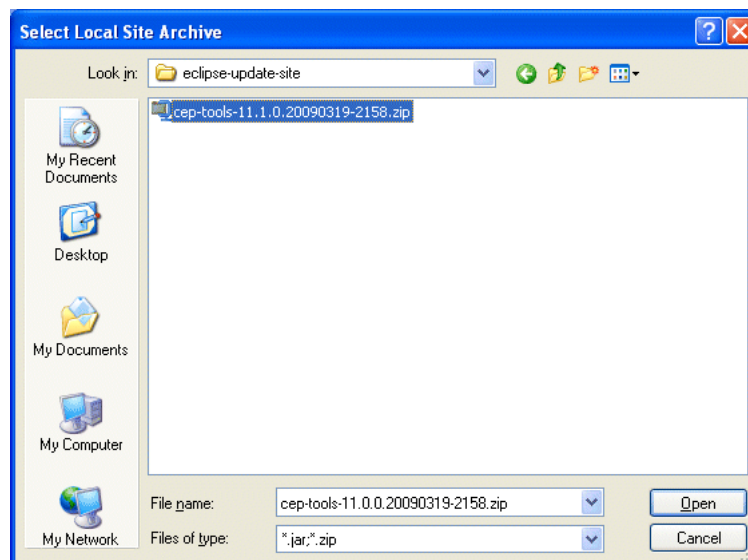 Select Local Site Archive
Look in:
eclipse-update-site
cep-tools-11.1.0.20090319-2158.zip
My Recent
Documents
Desktop
My Documents
My Computer
My Network
File name:
cep-tools-11.0.0.20090319-2158.zip
Open
Files of type:
*.jar;*.zip
Cancel